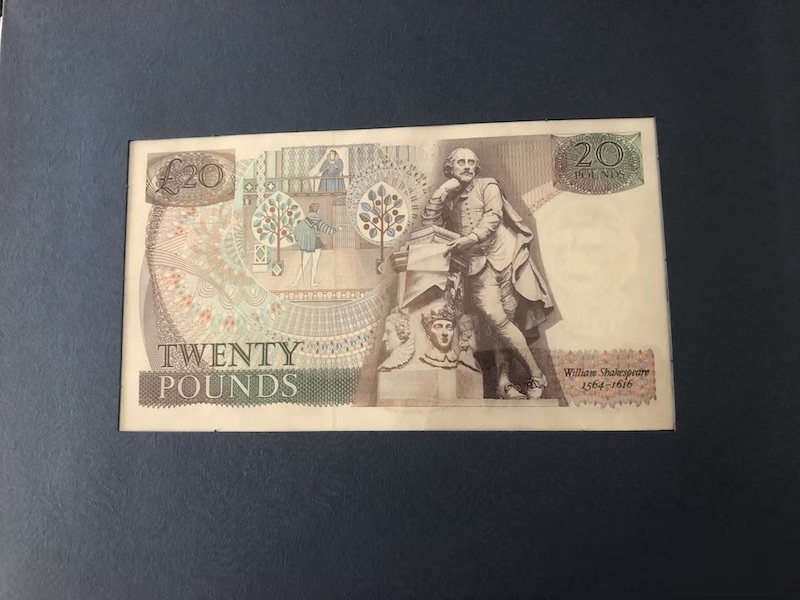 £20
20
POUNDS
TWENTY
POUNDS
William Shakespeare
1564-1616